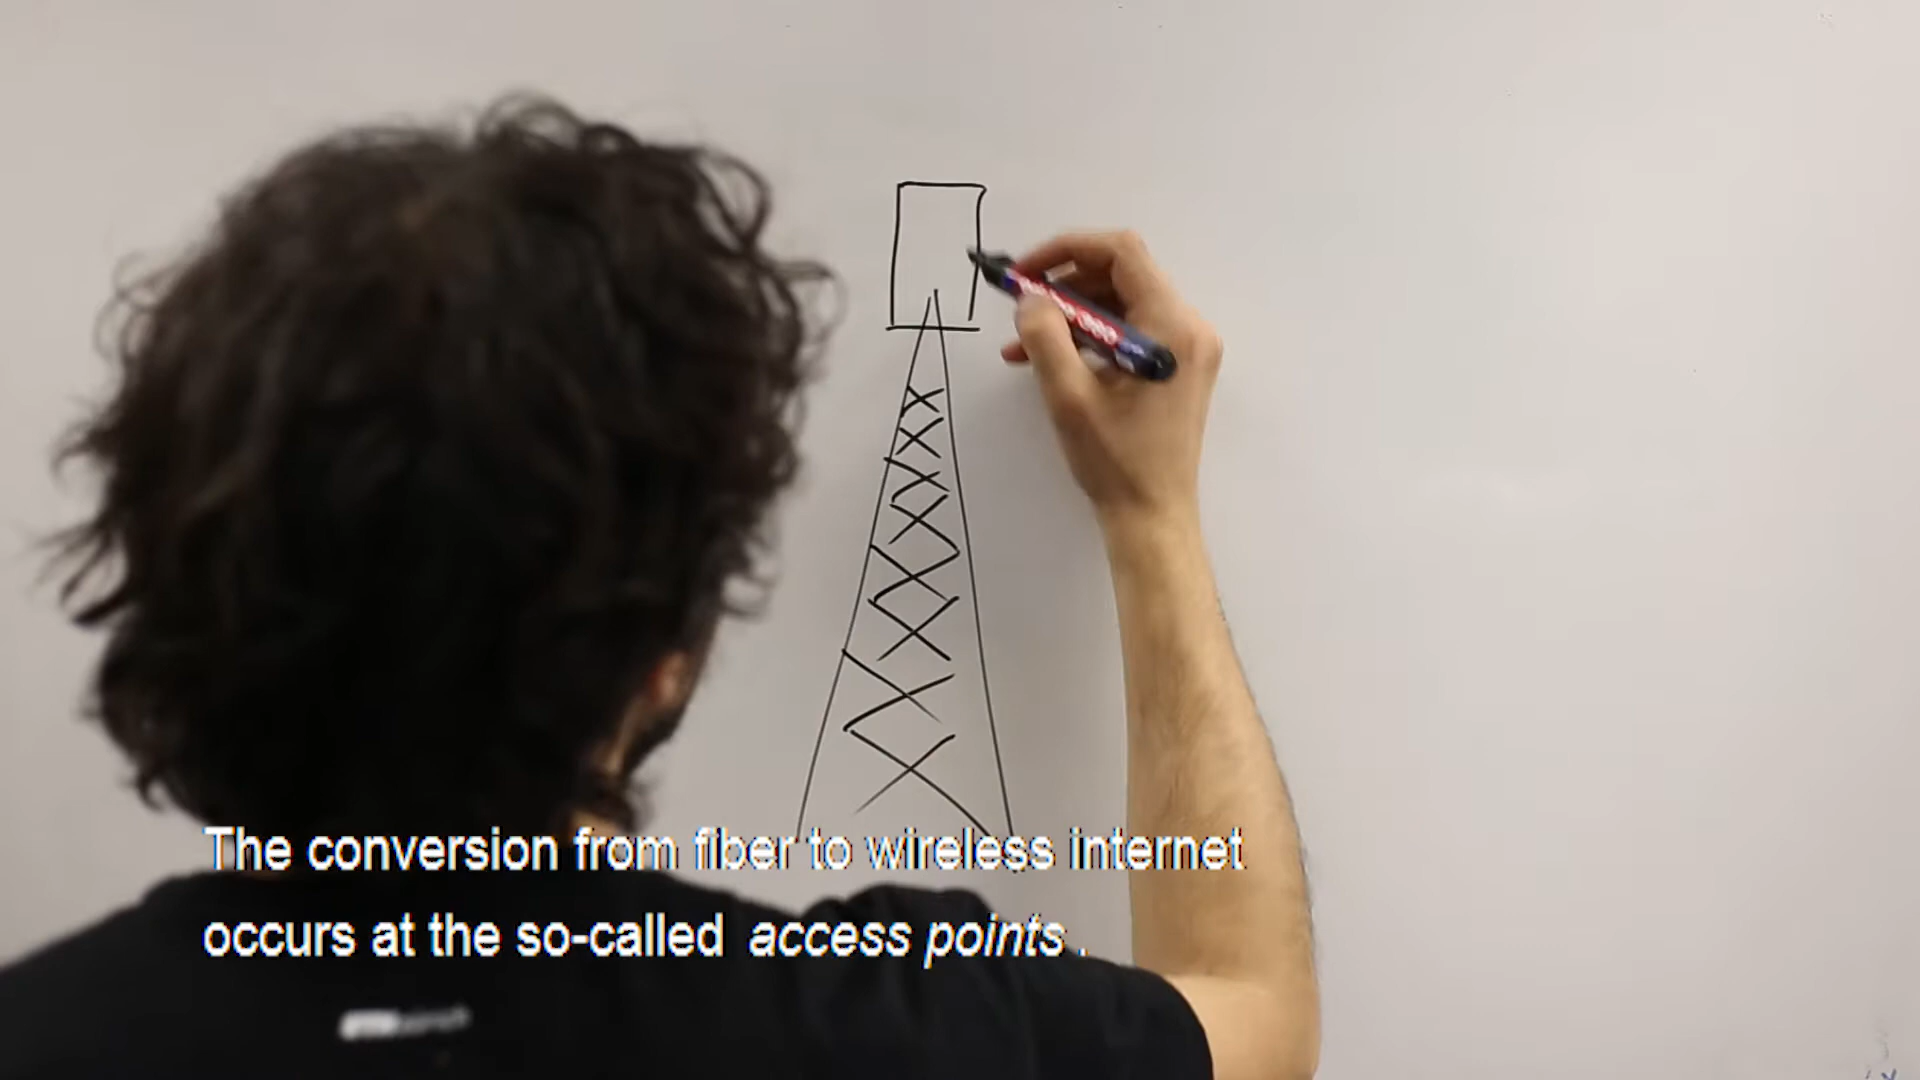 The conversion from fiber to wireless internet
occurs at the so-called access points.